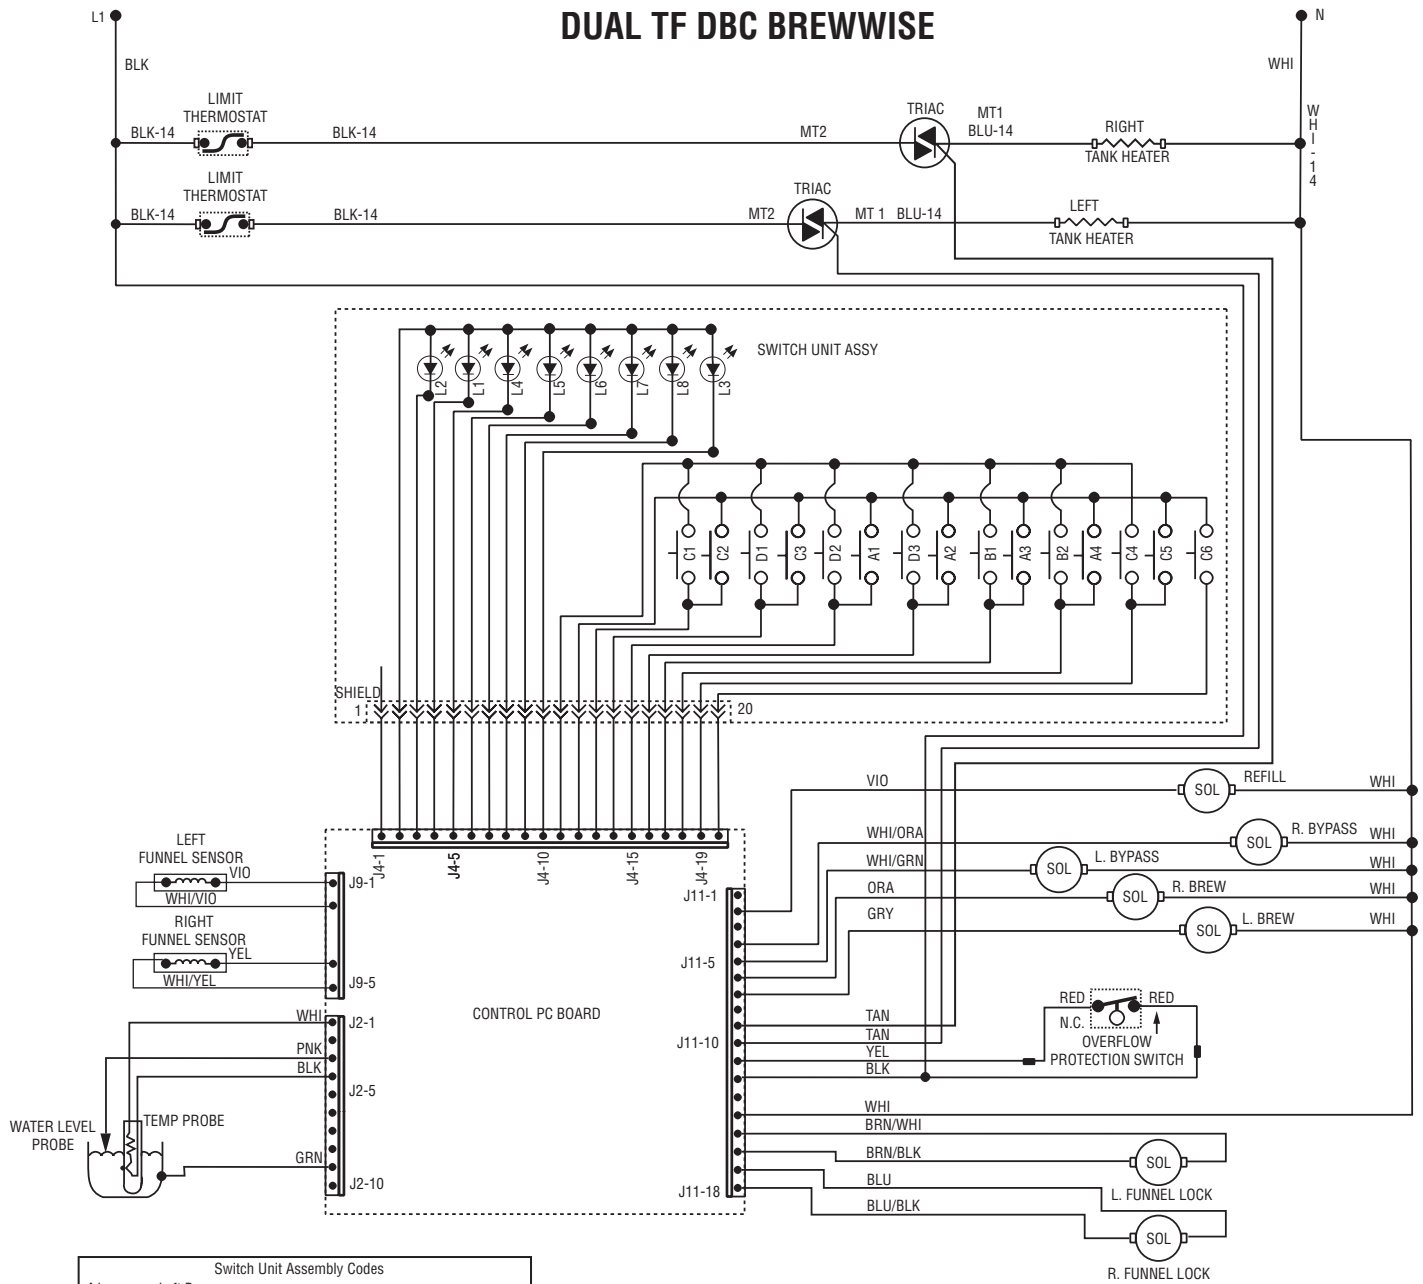 DUAL TF DBC BREWWISE
L1
N
BLK
WHI
LIMIT
THERMOSTAT
BLK-14
BLK-14
MT2
TRIAC
MT1
BLU-14
RIGHT
TANK HEATER
WHI-14
LIMIT
THERMOSTAT
BLK-14
BLK-14
MT2
TRIAC
MT 1
BLU-14
LEFT
TANK HEATER
SWITCH UNIT ASSY
L2
L1
L4
L5
L6
L7
L8
L3
C1
C2
D1
C3
D2
A1
D3
A2
B1
A3
B2
A4
C4
C5
C6
SHIELD
1
20
J4-1
J4-5
J4-10
J4-15
J4-19
LEFT
FUNNEL SENSOR
VIO
WHI/VIO
RIGHT
FUNNEL SENSOR
YEL
WHI/YEL
J9-1
J9-5
WHI
PNK
BLK
GRN
J2-1
J2-5
J2-10
WATER LEVEL
PROBE
TEMP PROBE
CONTROL PC BOARD
J11-1
J11-5
J11-10
J11-18
VIO
SOL
REFILL
WHI
WHI/ORA
SOL
R. BYPASS
WHI
WHI/GRN
SOL
L. BYPASS
WHI
ORA
SOL
R. BREW
WHI
GRY
SOL
L. BREW
WHI
RED
RED
N.C.
OVERFLOW
PROTECTION SWITCH
TAN
TAN
YEL
BLK
WHI
BRN/WHI
BRN/BLK
SOL
L. FUNNEL LOCK
BLU
BLU/BLK
SOL
R. FUNNEL LOCK
Switch Unit Assembly Codes